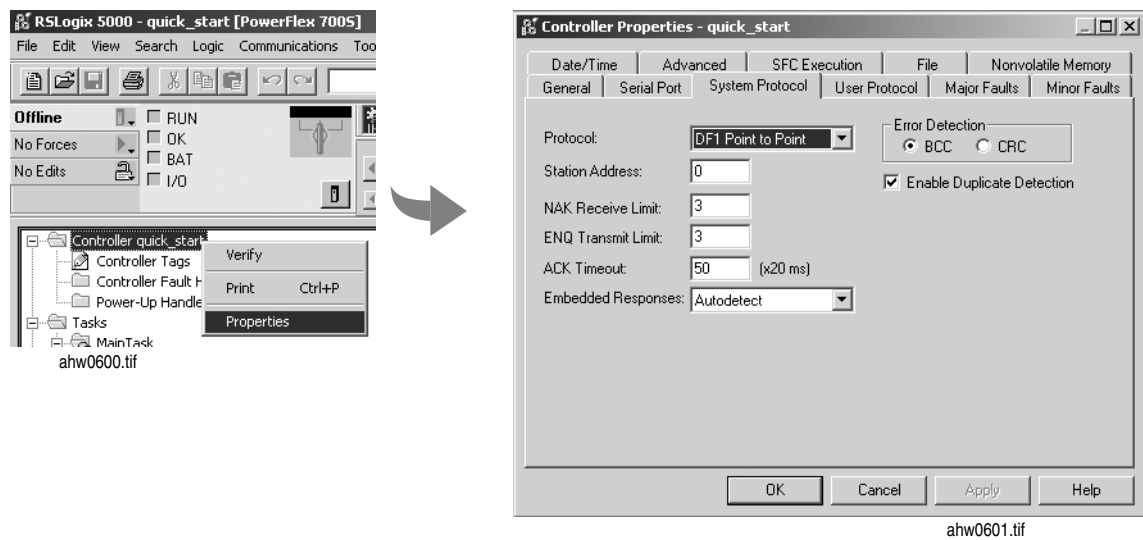 RSLogix 5000 - quick_start [PowerFlex 700S]
File Edit View Search Logic Communications Too
Offline
RUN
No Forces
OK
BAT
No Edits
I/O
Controller quick_start
Controller Tags
Controller Fault H
Power-Up Handle
Tasks
MainTask
Verify
Print Ctrl+P
Properties
ahw0600.tif
Controller Properties - quick_start
Date/Time Advanced SFC Execution File Nonvolatile Memory
General Serial Port System Protocol User Protocol Major Faults Minor Faults
Protocol: DF1 Point to Point
Error Detection
BCC CRC
Station Address: 0
Enable Duplicate Detection
NAK Receive Limit: 3
ENQ Transmit Limit: 3
ACK Timeout: 50 (x20 ms)
Embedded Responses: Autodetect
OK Cancel Apply Help
ahw0601.tif